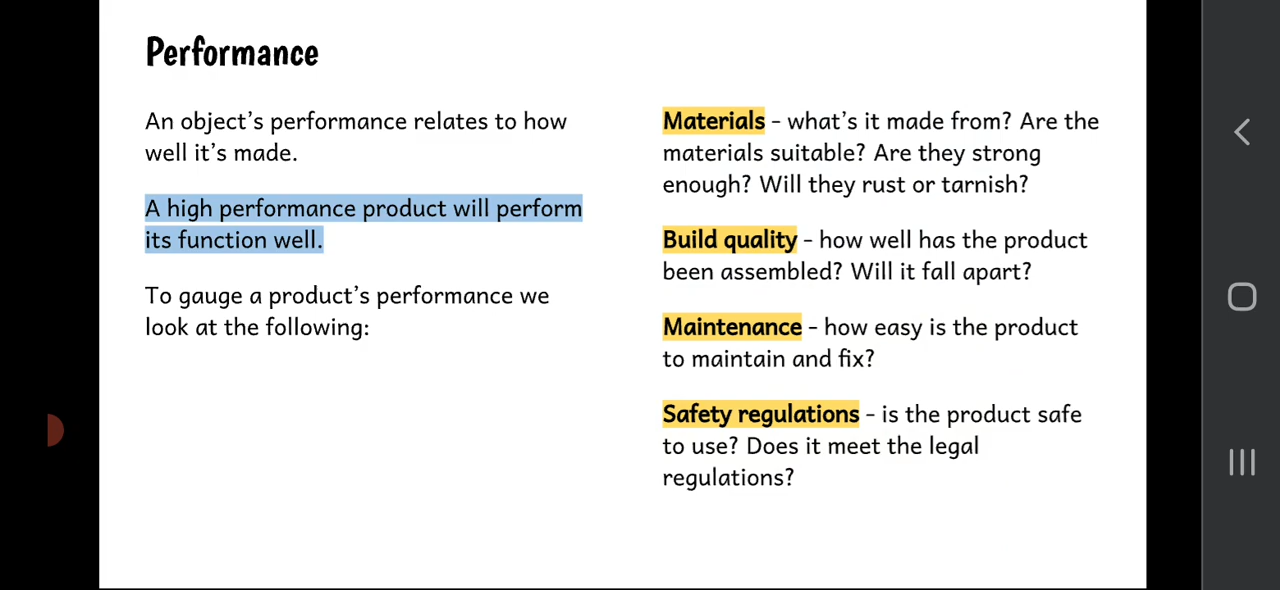 Performance
An object's performance relates to how
well it's made.
A high performance product will perform
its function well.
To gauge a product's performance we
look at the following:
Materials - what's it made from? Are the
materials suitable? Are they strong
enough? Will they rust or tarnish?
Build quality - how well has the product
been assembled? Will it fall apart?
Maintenance - how easy is the product
to maintain and fix?
Safety regulations - is the product safe
to use? Does it meet the legal
regulations?